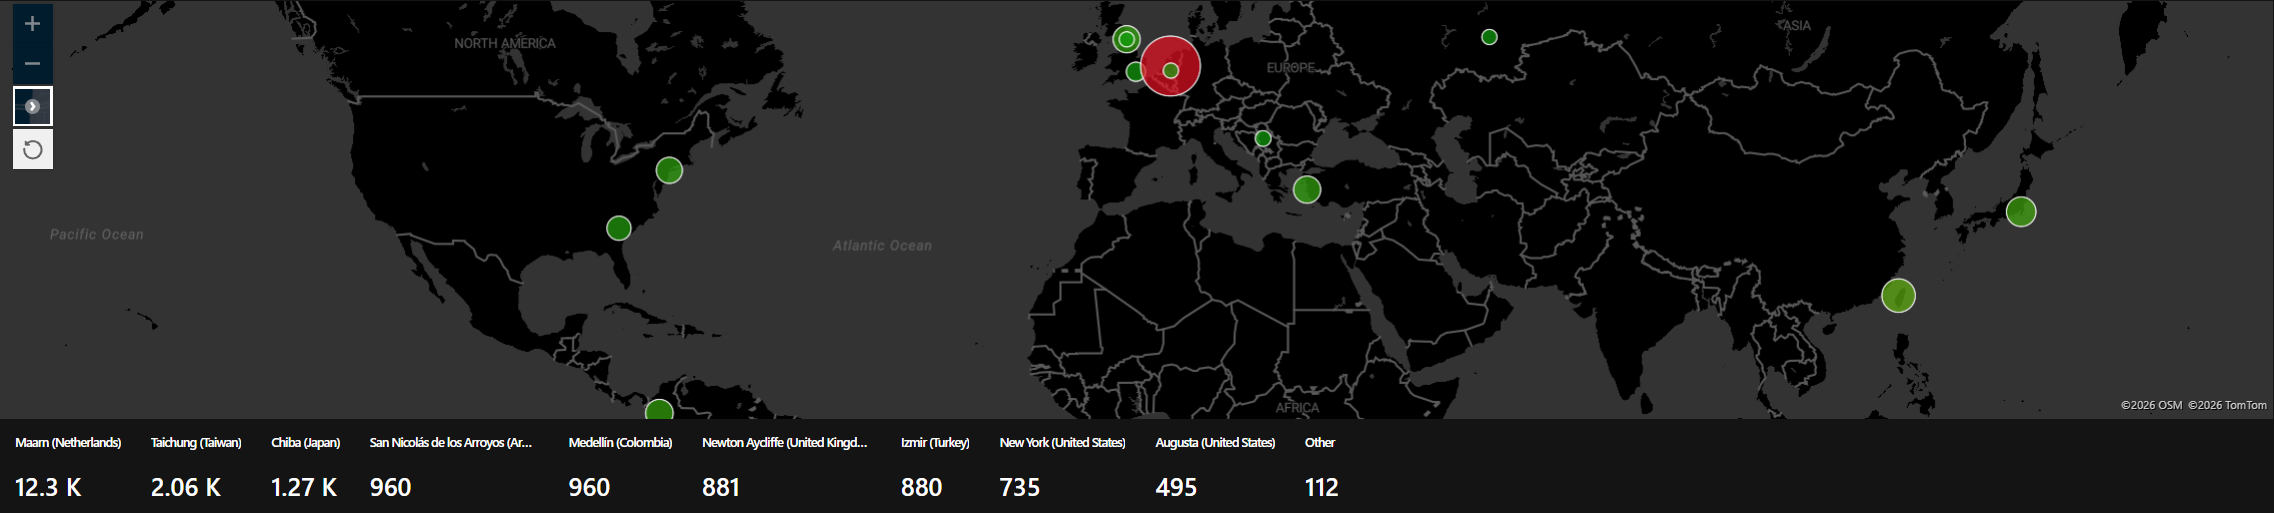 NORTH AMERICA
ASIA
EUROPE
Pacific Ocean
Atlantic Ocean
AFRICA
©2026 OSM ©2026 TomTom
Maarn (Netherlands)
12.3 K
Taichung (Taiwan)
2.06 K
Chiba (Japan)
1.27 K
San Nicolás de los Arroyos (Ar...
960
Medellín (Colombia)
960
Newton Aycliffe (United Kingd...
881
Izmir (Turkey)
880
New York (United States)
735
Augusta (United States)
495
Other
112